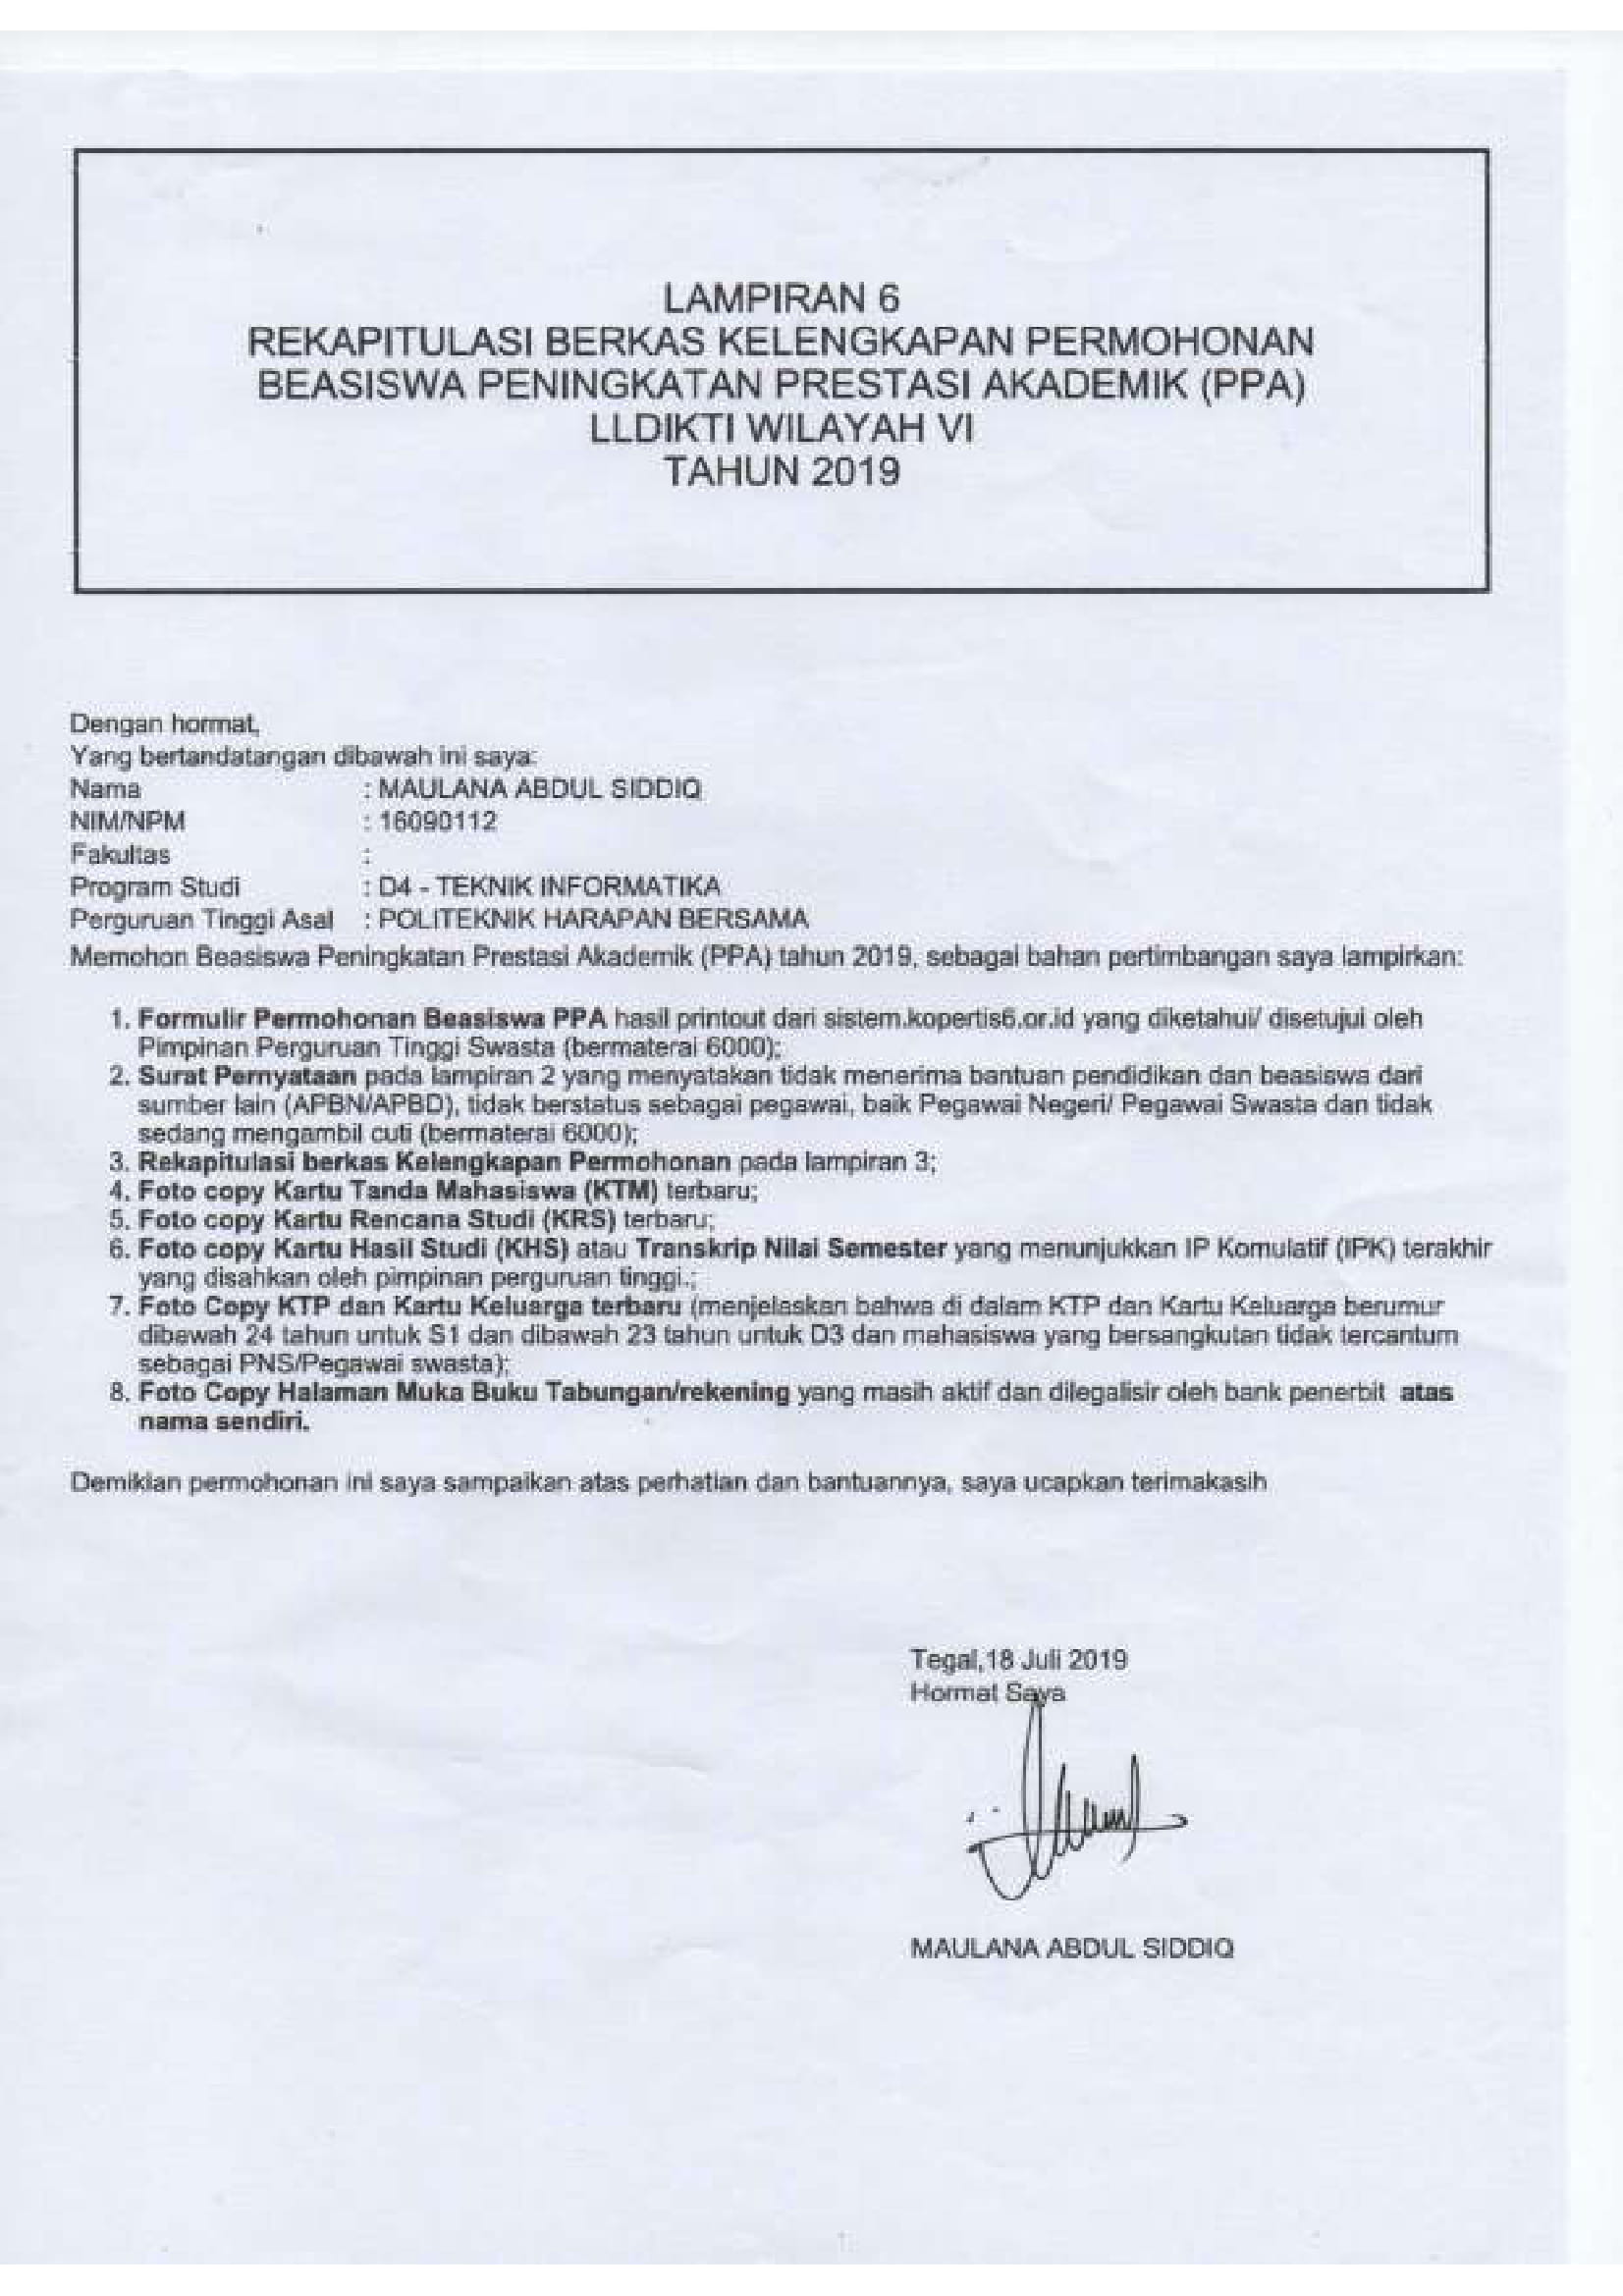 LAMPIRAN 6
REKAPITULASI BERKAS KELENGKAPAN PERMOHONAN
BEASISWA PENINGKATAN PRESTASI AKADEMIK (PPA)
LLDIKTI WILAYAH VI
TAHUN 2019
Dengan hormat,
Yang bertandatangan dibawah ini saya:
Nama : MAULANA ABDUL SIDDIQ
NIM/NPM : 16090112
Fakultas :
Program Studi : D4 - TEKNIK INFORMATIKA
Perguruan Tinggi Asal : POLITEKNIK HARAPAN BERSAMA
Memohon Beasiswa Peningkatan Prestasi Akademik (PPA) tahun 2019, sebagai bahan pertimbangan saya lampirkan:
1. Formulir Permohonan Beasiswa PPA hasil printout dari sistem.kopertis6.or.id yang diketahui/ disetujui oleh
Pimpinan Perguruan Tinggi Swasta (bermaterai 6000);
2. Surat Pernyataan pada lampiran 2 yang menyatakan tidak menerima bantuan pendidikan dan beasiswa dari
sumber lain (APBN/APBD), tidak berstatus sebagai pegawai, baik Pegawai Negeri/ Pegawai Swasta dan tidak
sedang mengambil cuti (bermaterai 6000);
3. Rekapitulasi berkas Kelengkapan Permohonan pada lampiran 3;
4. Foto copy Kartu Tanda Mahasiswa (KTM) terbaru;
5. Foto copy Kartu Rencana Studi (KRS) terbaru;
6. Foto copy Kartu Hasil Studi (KHS) atau Transkrip Nilai Semester yang menunjukkan IP Komulatif (IPK) terakhir
yang disahkan oleh pimpinan perguruan tinggi.;
7. Foto Copy KTP dan Kartu Keluarga terbaru (menjelaskan bahwa di dalam KTP dan Kartu Keluarga berumur
dibawah 24 tahun untuk S1 dan dibawah 23 tahun untuk D3 dan mahasiswa yang bersangkutan tidak tercantum
sebagai PNS/Pegawai swasta);
8. Foto Copy Halaman Muka Buku Tabungan/rekening yang masih aktif dan dilegalisir oleh bank penerbit atas
nama sendiri.
Demikian permohonan ini saya sampaikan atas perhatian dan bantuannya, saya ucapkan terimakasih
Tegal,18 Juli 2019
Hormat Saya
MAULANA ABDUL SIDDIQ